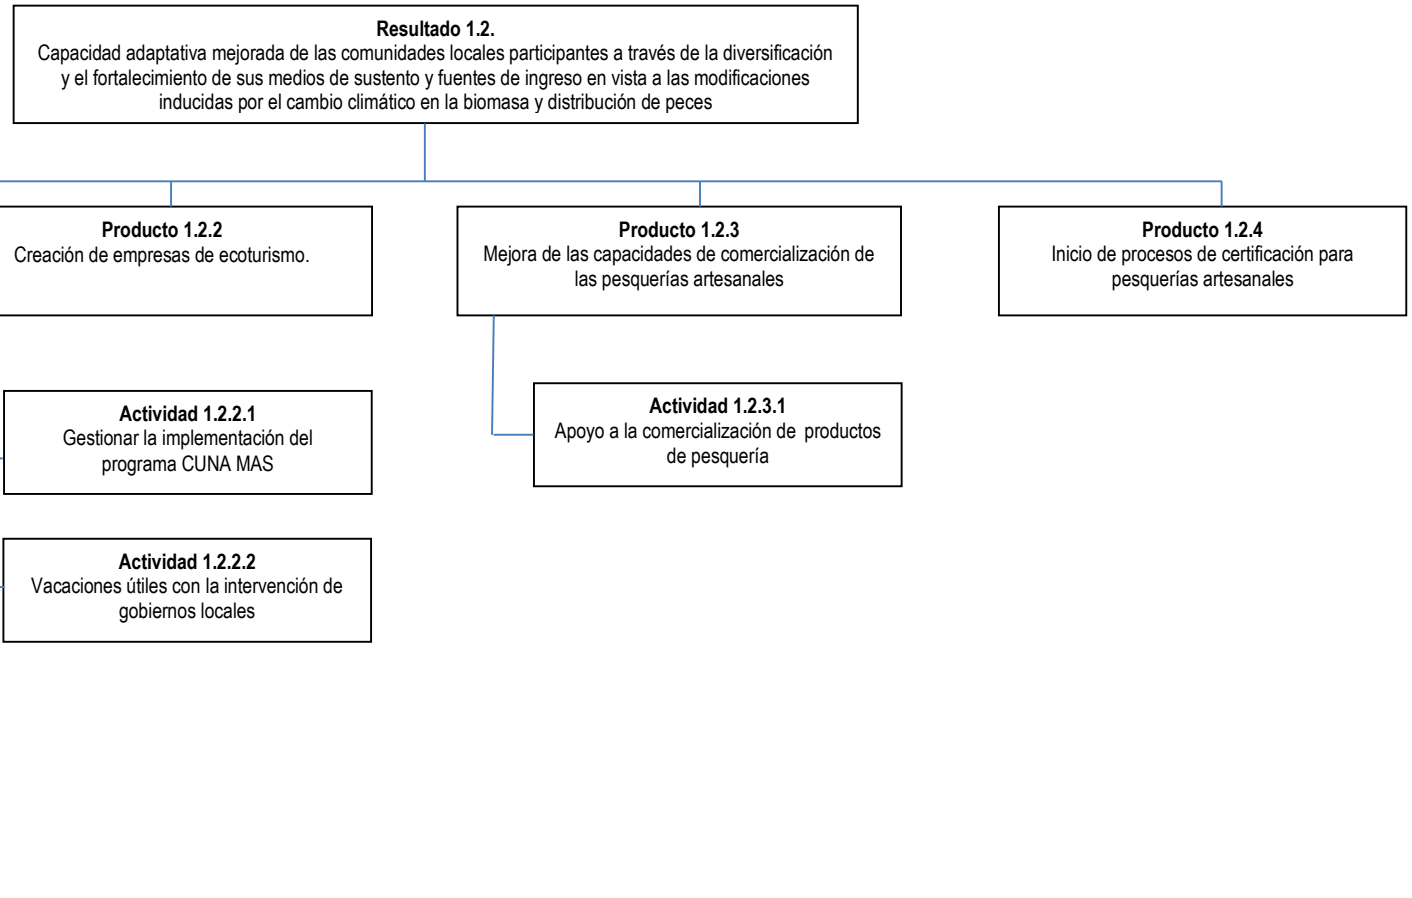 Resultado 1.2.
Capacidad adaptativa mejorada de las comunidades locales participantes a través de la diversificación
y el fortalecimiento de sus medios de sustento y fuentes de ingreso en vista a las modificaciones
inducidas por el cambio climático en la biomasa y distribución de peces
Producto 1.2.2
Creación de empresas de ecoturismo.
Producto 1.2.3
Mejora de las capacidades de comercialización de
las pesquerías artesanales
Producto 1.2.4
Inicio de procesos de certificación para
pesquerías artesanales
Actividad 1.2.2.1
Gestionar la implementación del
programa CUNA MAS
Actividad 1.2.3.1
Apoyo a la comercialización de productos
de pesquería
Actividad 1.2.2.2
Vacaciones útiles con la intervención de
gobiernos locales